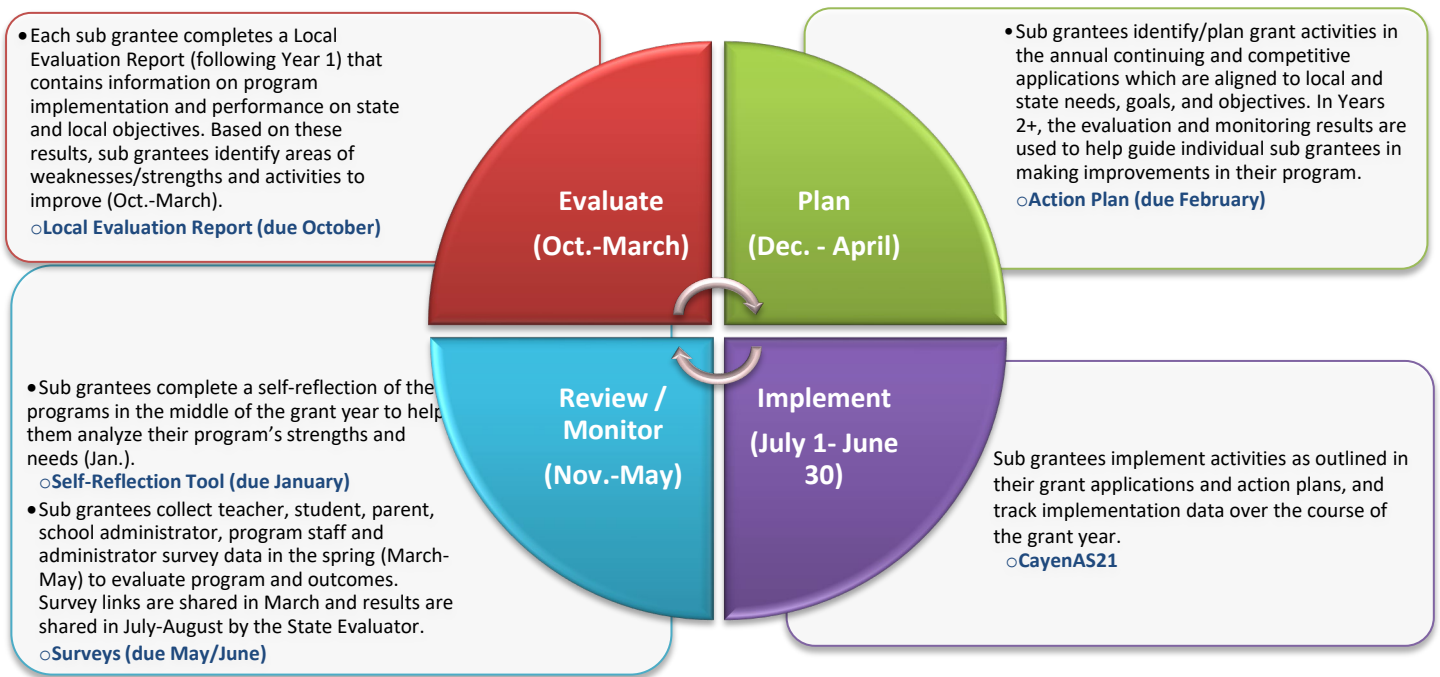 •Each sub grantee completes a Local
Evaluation Report (following Year 1) that
contains information on program
implementation and performance on state
and local objectives. Based on these
results, sub grantees identify areas of
weaknesses/strengths and activities to
improve (Oct.-March).
oLocal Evaluation Report (due October)
Evaluate
(Oct.-March)
Plan
(Dec. - April)
•Sub grantees identify/plan grant activities in
the annual continuing and competitive
applications which are aligned to local and
state needs, goals, and objectives. In Years
2+, the evaluation and monitoring results are
used to help guide individual sub grantees in
making improvements in their program.
oAction Plan (due February)
•Sub grantees complete a self-reflection of the
programs in the middle of the grant year to help
them analyze their program’s strengths and
needs (Jan.).
oSelf-Reflection Tool (due January)
•Sub grantees collect teacher, student, parent,
school administrator, program staff and
administrator survey data in the spring (March-
May) to evaluate program and outcomes.
Survey links are shared in March and results are
shared in July-August by the State Evaluator.
oSurveys (due May/June)
Review /
Monitor
(Nov.-May)
Implement
(July 1- June
30)
Sub grantees implement activities as outlined in
their grant applications and action plans, and
track implementation data over the course of
the grant year.
oCayenAS21